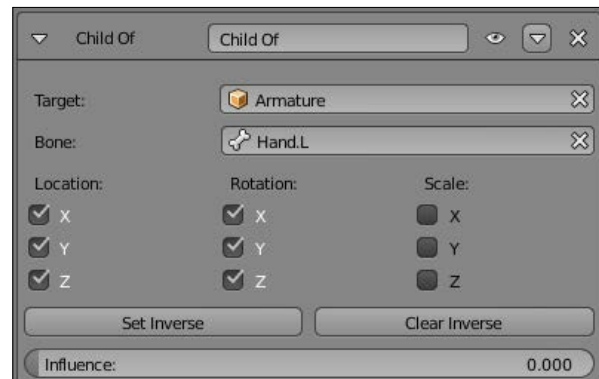 Child Of Child Of
Target: Armature
Bone: Hand.L
Location: Rotation: Scale:
X X X
Y Y Y
Z Z Z
Set Inverse Clear Inverse
Influence: 0.000